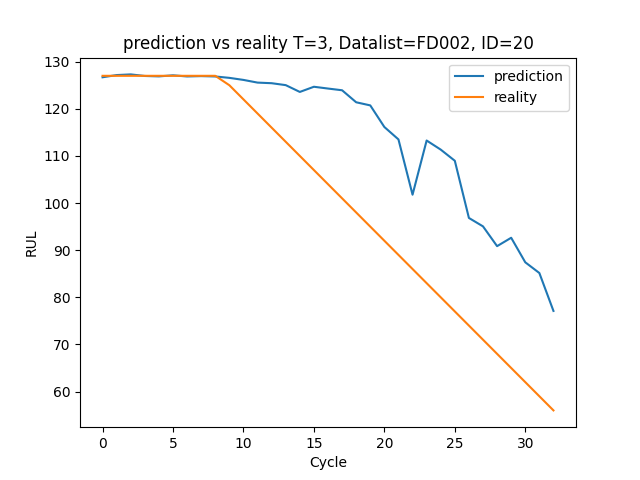 prediction vs reality T=3, Datalist=FD002, ID=20
prediction
reality
130
120
110
100
90
80
70
60
RUL
0 5 10 15 20 25 30
Cycle